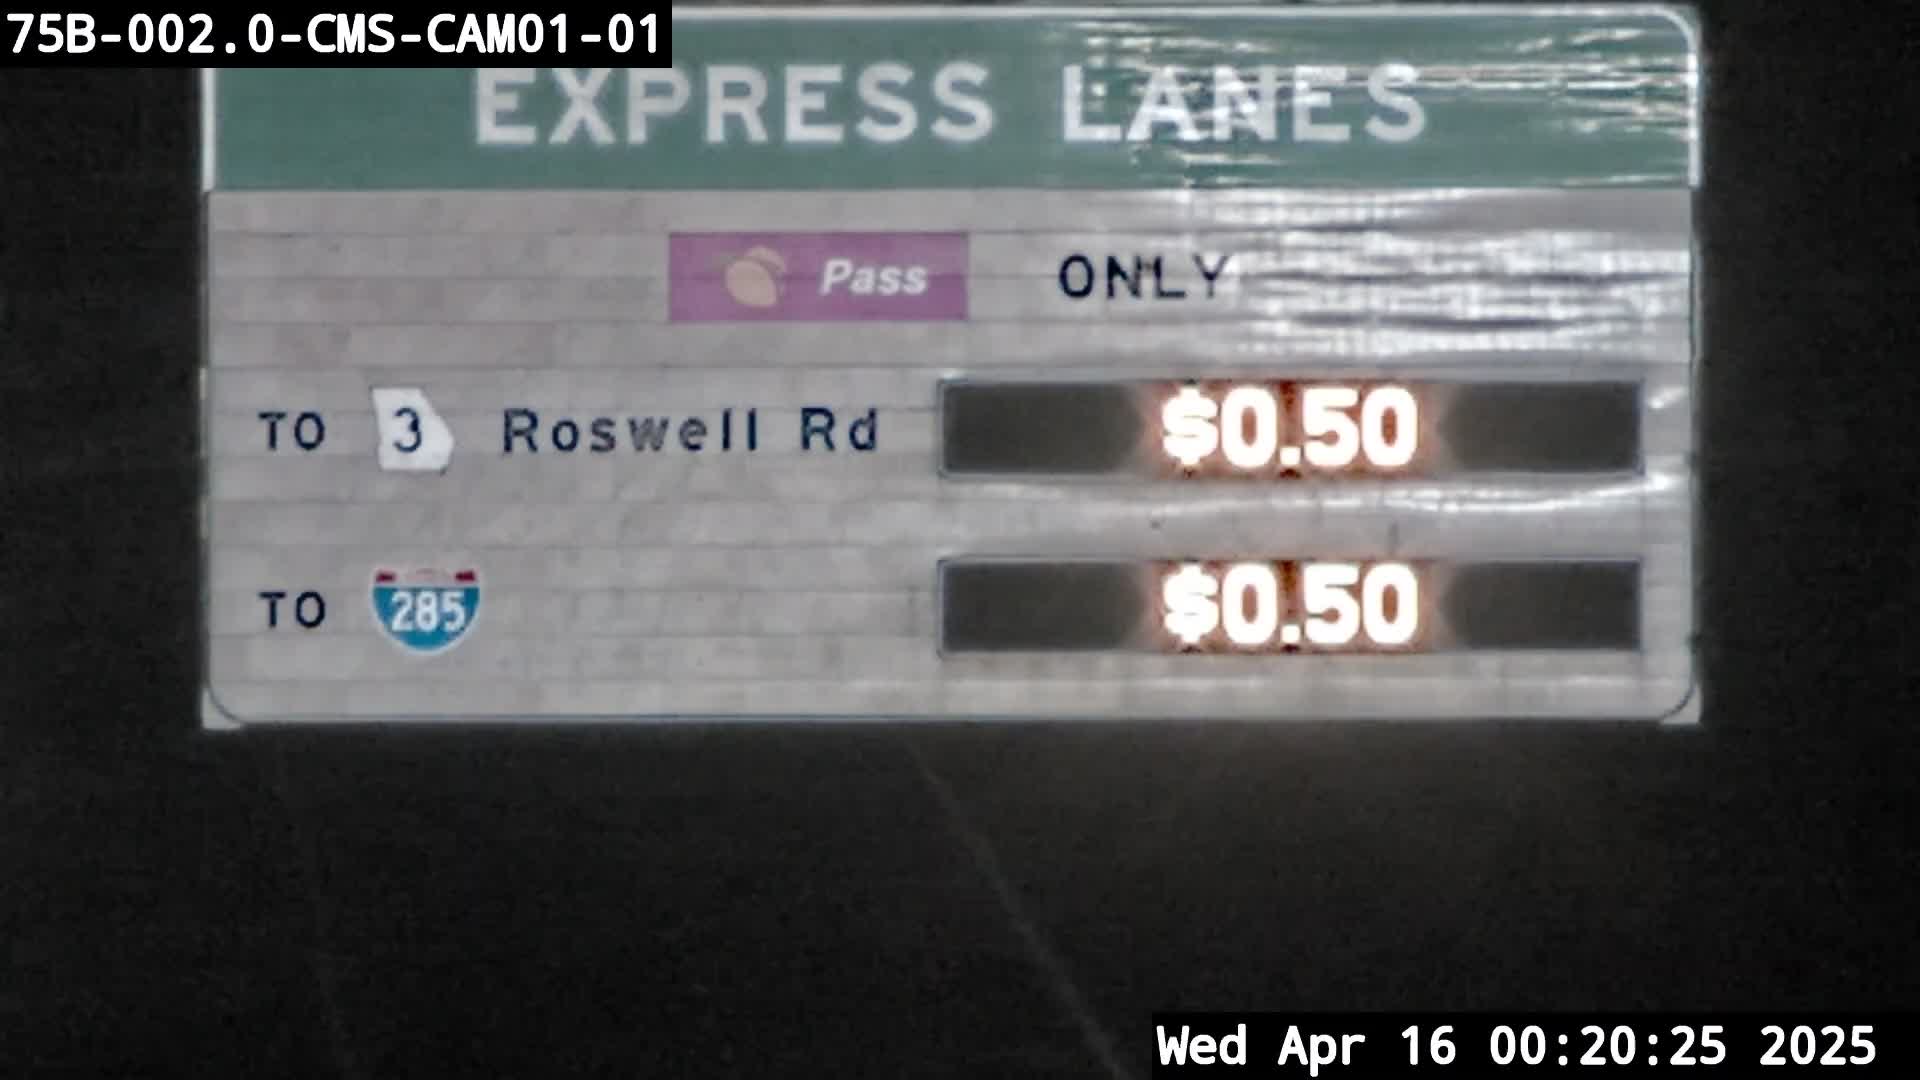 75B-002.0-CMS-CAM01-01
EXPRESS LANES
Pass ONLY
TO 3 Roswell Rd $0.50
TO 285 $0.50
Wed Apr 16 00:20:25 2025